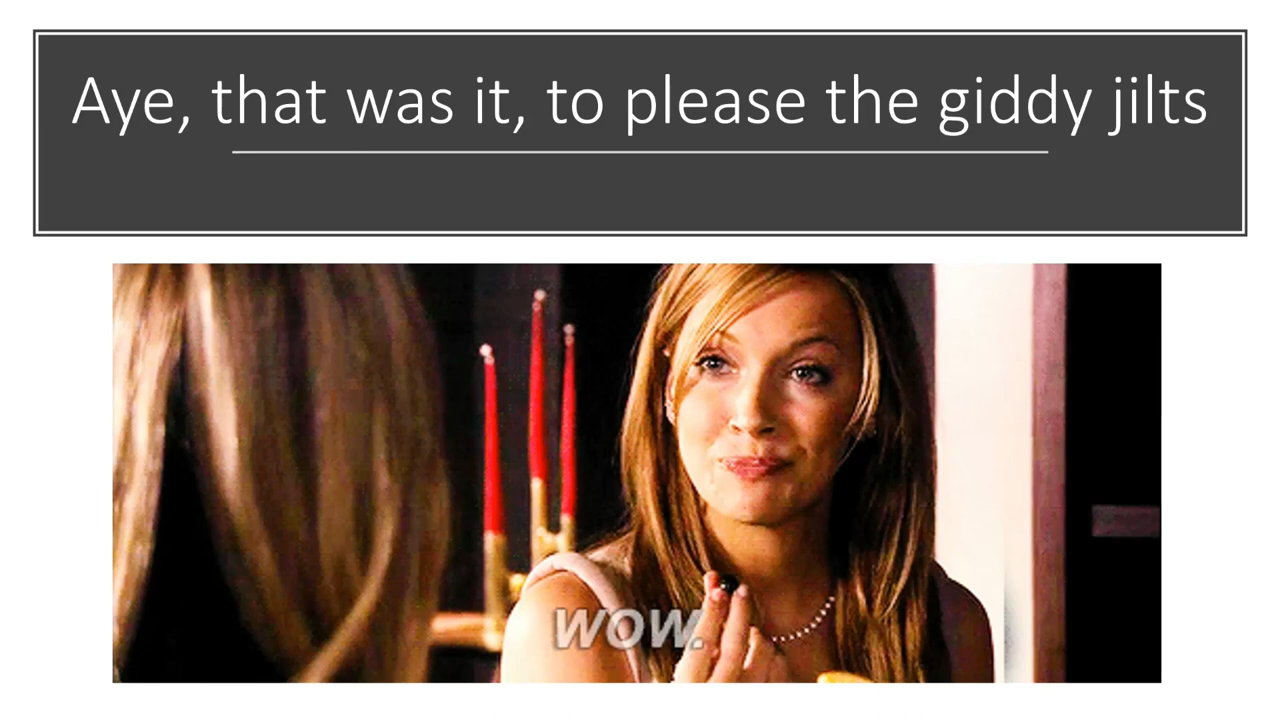 Aye, that was it, to please the giddy jilts
wow.